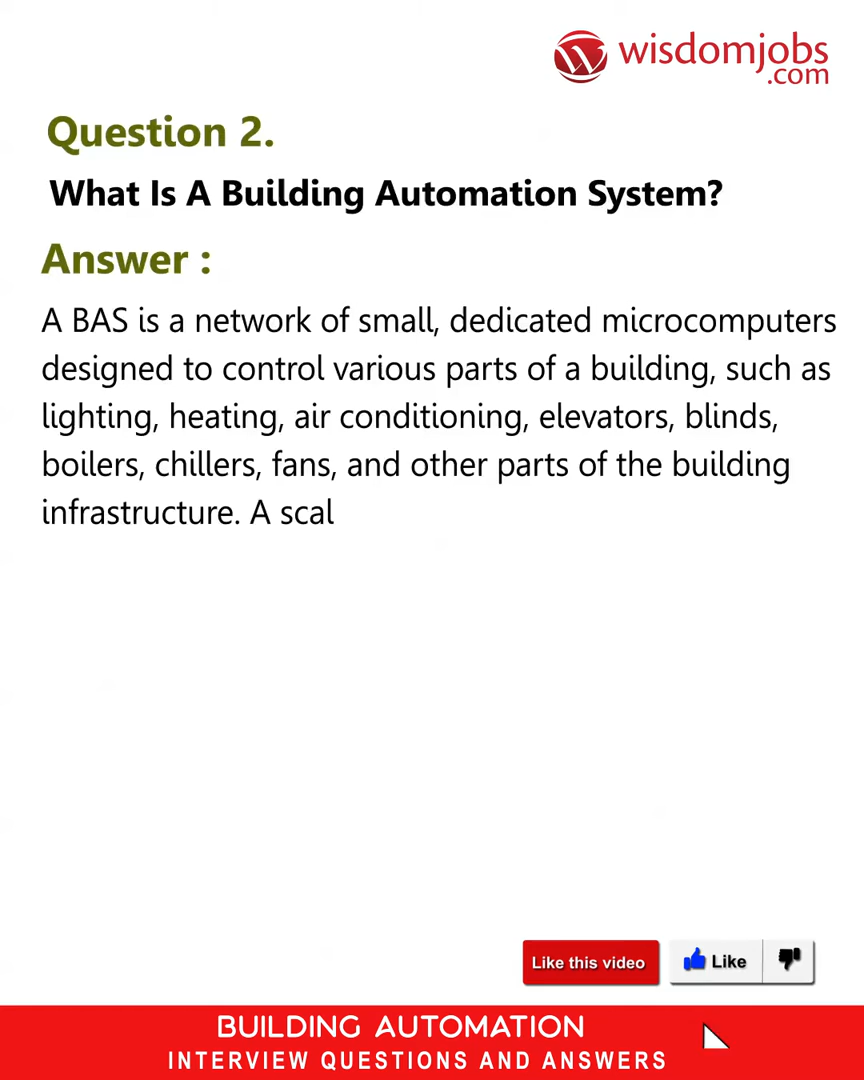 wisdomjobs
.com
Question 2.
What Is A Building Automation System?
Answer :
A BAS is a network of small, dedicated microcomputers
designed to control various parts of a building, such as
lighting, heating, air conditioning, elevators, blinds,
boilers, chillers, fans, and other parts of the building
infrastructure. A scal
Like this video
Like
BUILDING AUTOMATION
INTERVIEW QUESTIONS AND ANSWERS